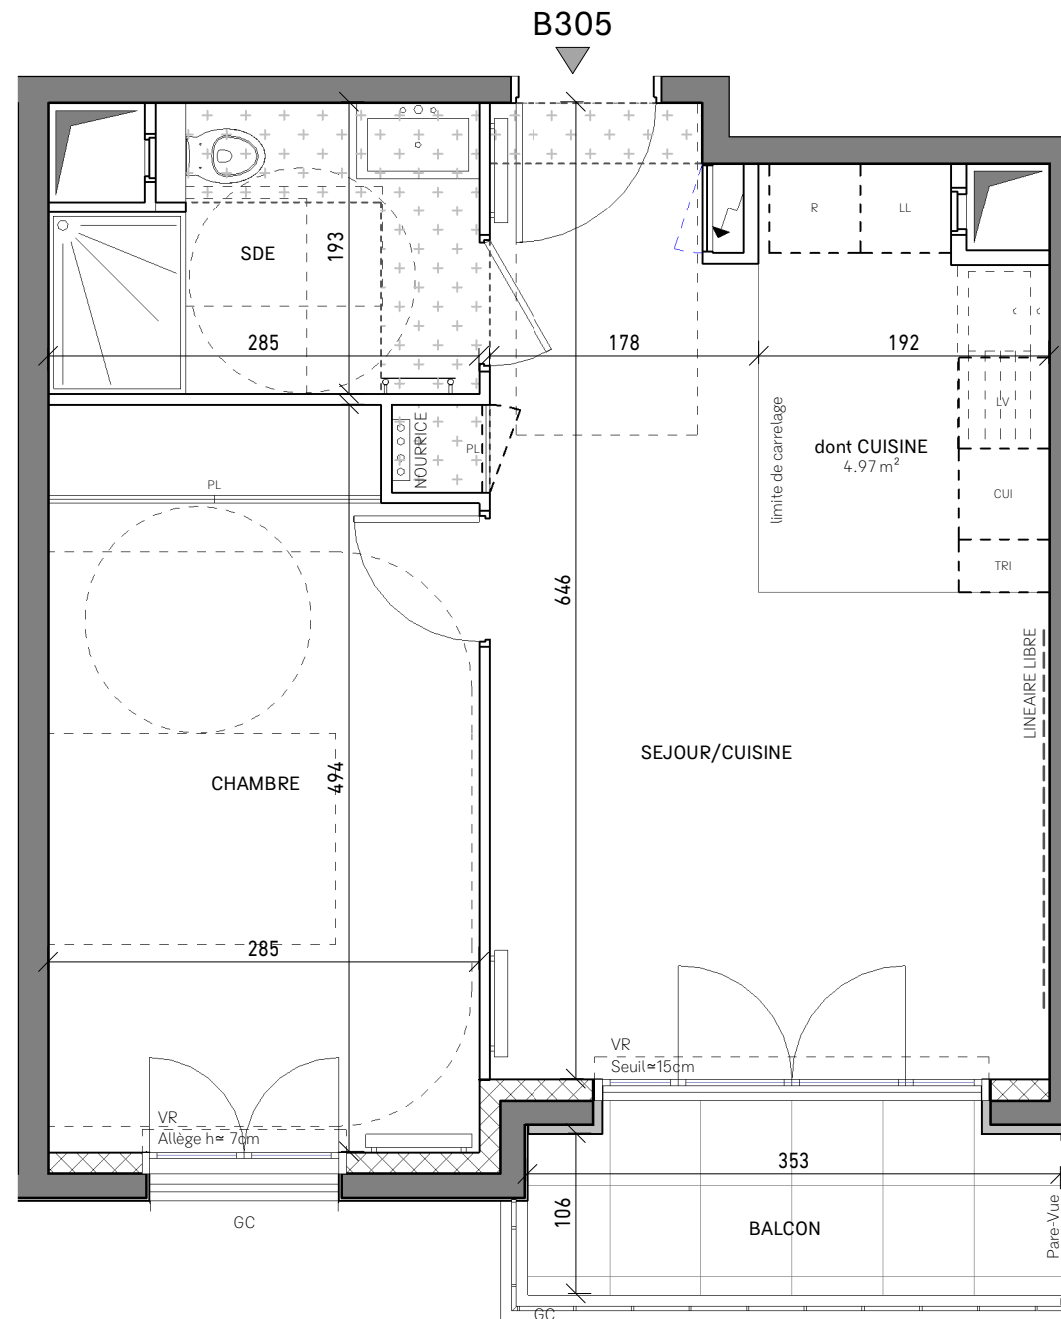 B305
R
LL
SDE
193
285
178
192
LV
dont CUISINE
4.97 m²
limite de carrelage
NOURRICE
PL
PL
CUI
TRI
646
LINEAIRE LIBRE
SEJOUR/CUISINE
CHAMBRE
494
285
VR
Seuil≃15cm
VR
Allège h≃ 7cm
353
106
BALCON
Pare-Vue
GC
GC